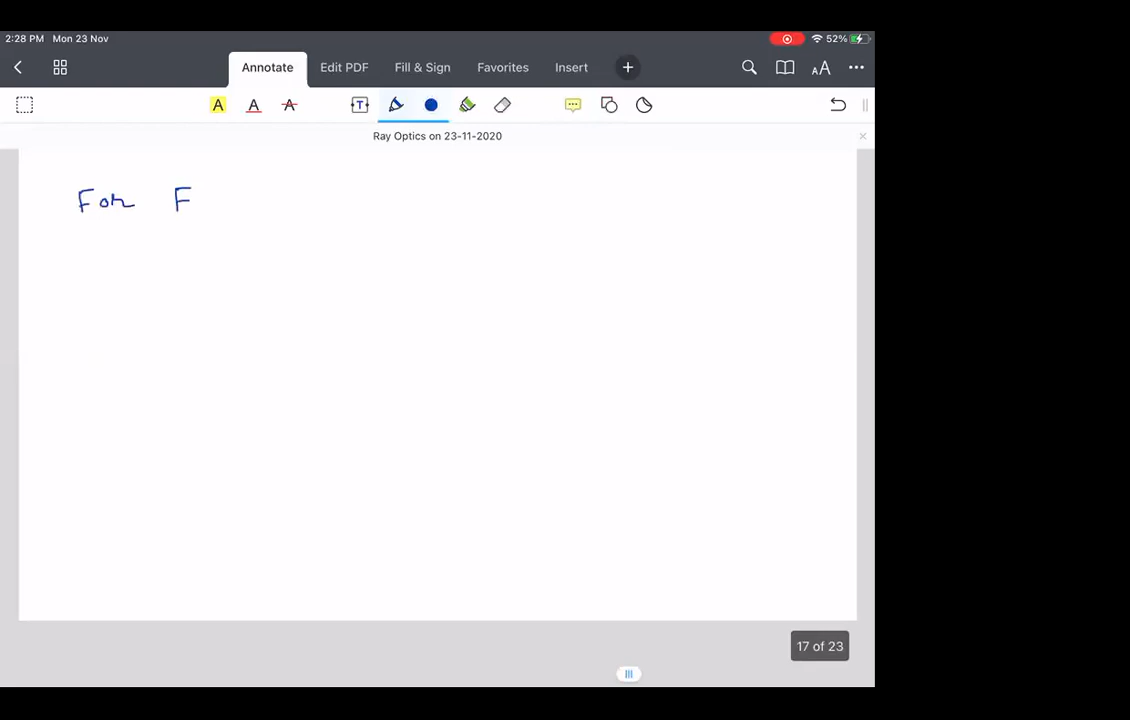 2:28 PM Mon 23 Nov 52%
Annotate Edit PDF Fill & Sign Favorites Insert AA
A A A T
Ray Optics on 23-11-2020
For F
17 of 23